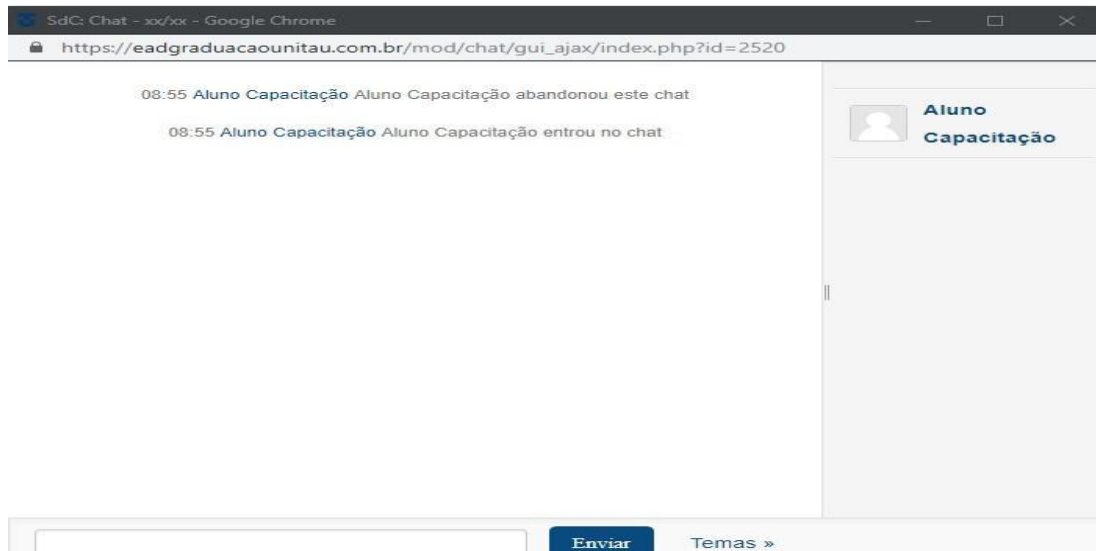 SdC: Chat - xx/xx - Google Chrome
https://eadgraduacaounitau.com.br/mod/chat/gui_ajax/index.php?id=2520
08:55 Aluno Capacitação Aluno Capacitação abandonou este chat
08:55 Aluno Capacitação Aluno Capacitação entrou no chat
Aluno
Capacitação
Enviar Temas »